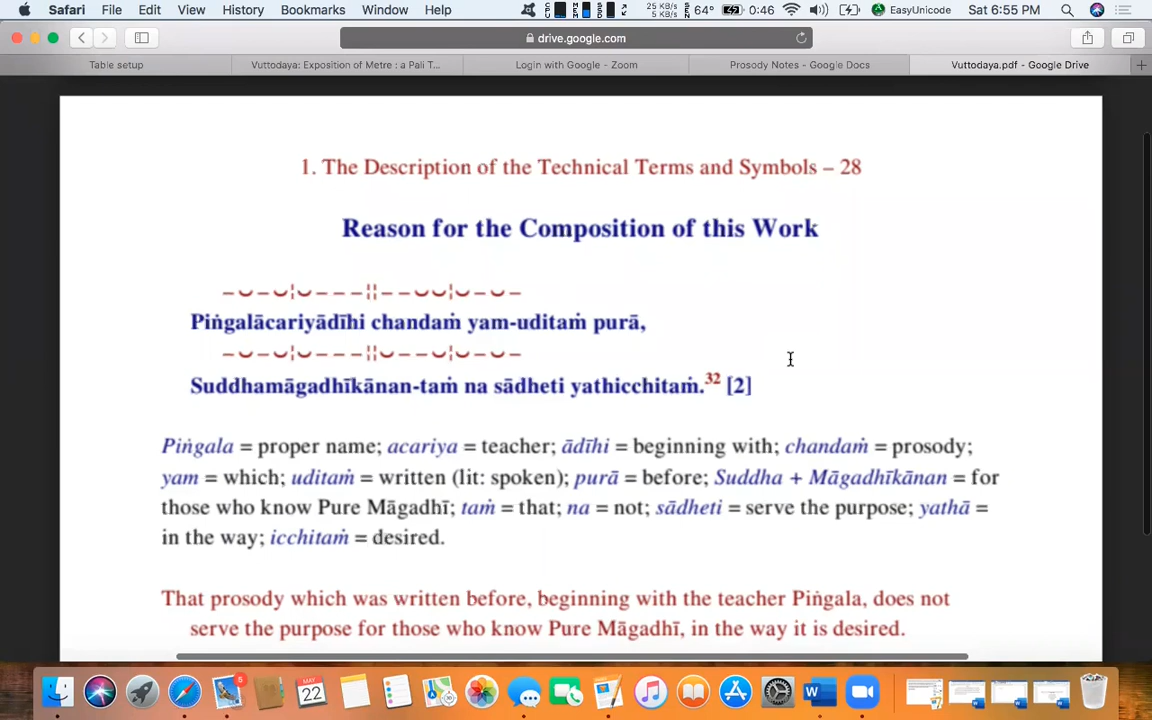 Safari File Edit View History Bookmarks Window Help 25 KB/s 5 KB/s 64° 0:46 EasyUnicode Sat 6:55 PM
drive.google.com
Table setup Vuttodaya: Exposition of Metre : a Pali T... Login with Google - Zoom Prosody Notes - Google Docs Vuttodaya.pdf - Google Drive
1. The Description of the Technical Terms and Symbols – 28
Reason for the Composition of this Work
−⏑−⏑¦⏑−−−¦¦−−⏑⏑¦⏑−⏑−
Piṅgalācariyādīhi chandaṁ yam-uditaṁ purā,
−⏑−⏑¦⏑−−−¦¦⏑−−⏑¦⏑−⏑−
Suddhamāgadhīkānan-taṁ na sādheti yathicchitaṁ.32 [2]
Piṅgala = proper name; acariya = teacher; ādīhi = beginning with; chandaṁ = prosody;
yam = which; uditaṁ = written (lit: spoken); purā = before; Suddha + Māgadhīkānan = for
those who know Pure Māgadhī; taṁ = that; na = not; sādheti = serve the purpose; yathā =
in the way; icchitaṁ = desired.
That prosody which was written before, beginning with the teacher Piṅgala, does not
serve the purpose for those who know Pure Māgadhī, in the way it is desired.
5
MAY
22